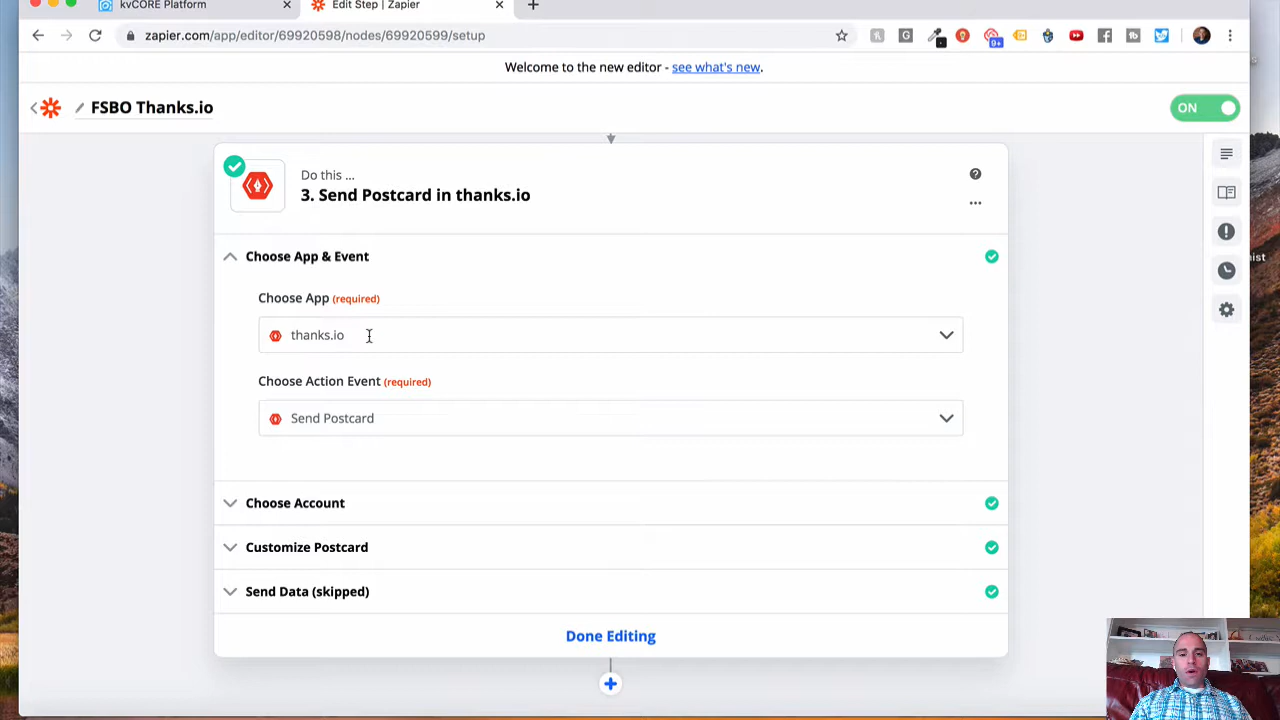 kvCORE Platform
Edit Step | Zapier
zapier.com/app/editor/69920598/nodes/69920599/setup
G
9+
Welcome to the new editor - see what's new.
FSBO Thanks.io
ON
Do this ...
3. Send Postcard in thanks.io
Choose App & Event
Choose App (required)
thanks.io
Choose Action Event (required)
Send Postcard
Choose Account
Customize Postcard
Send Data (skipped)
Done Editing
ist